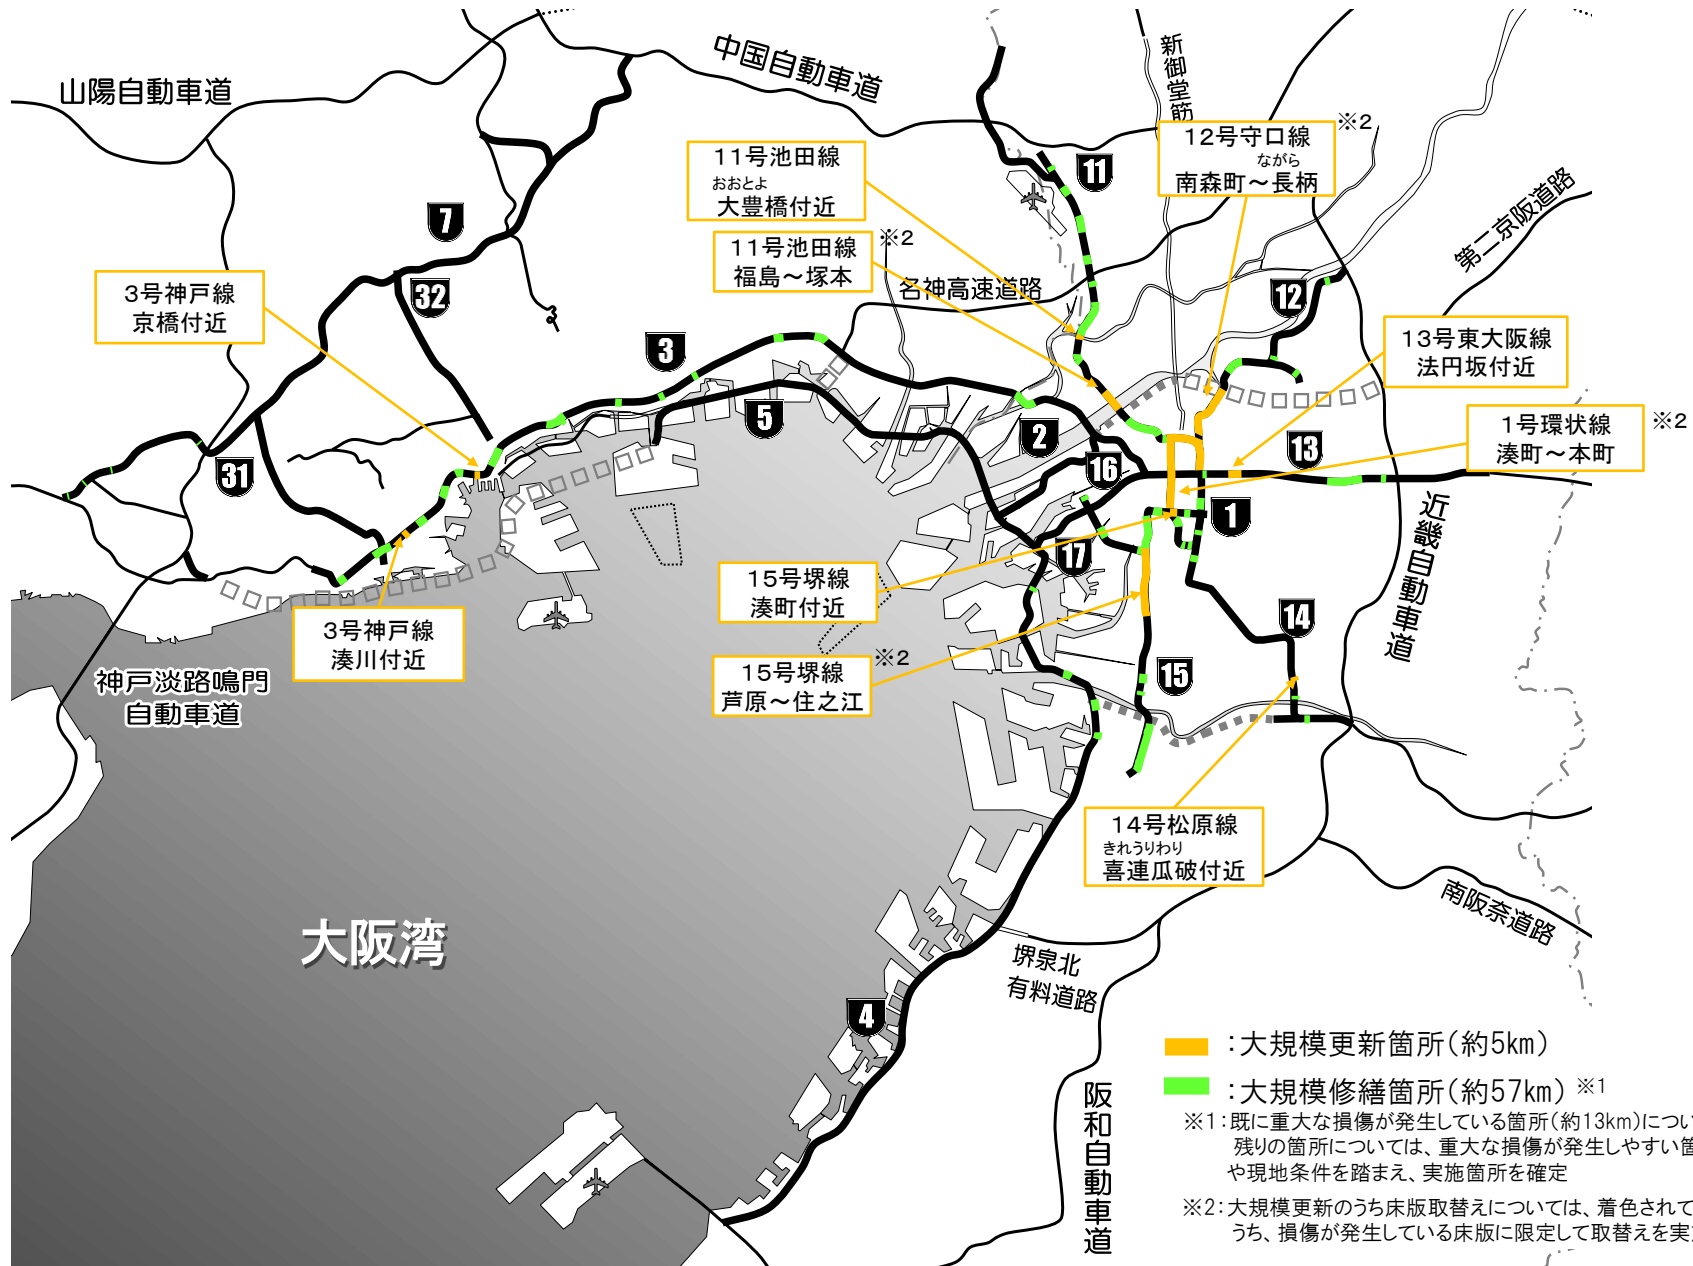 山陽自動車道
中国自動車道
新御堂筋
12号守口線
ながら
南森町～長柄
※2
11号池田線
おおとよ
大豊橋付近
11
第二京阪道路
7
11号池田線
福島～塚本
※2
名神高速道路
3号神戸線
京橋付近
32
12
3
13号東大阪線
法円坂付近
5
2
1号環状線
湊町～本町
※2
13
16
31
1
近畿自動車道
17
15号堺線
湊町付近
14
3号神戸線
湊川付近
15号堺線
芦原～住之江
※2
15
神戸淡路鳴門
自動車道
14号松原線
きれうりわり
喜連瓜破付近
南阪奈道路
大阪湾
堺泉北
有料道路
4
阪和自動車道
：大規模更新箇所（約5km）
：大規模修繕箇所（約57km）※1
※1：既に重大な損傷が発生している箇所（約13km）につい
残りの箇所については、重大な損傷が発生しやすい箇
や現地条件を踏まえ、実施箇所を確定
※2：大規模更新のうち床版取替えについては、着色されて
うち、損傷が発生している床版に限定して取替えを実